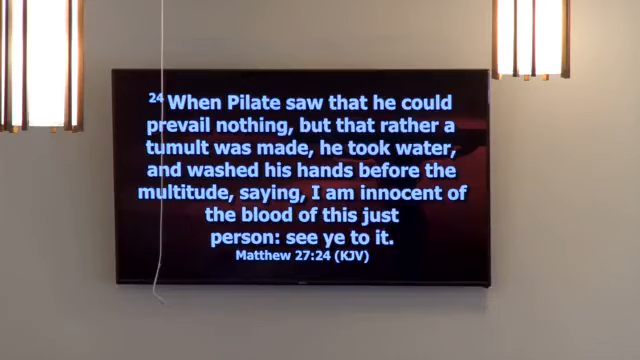 24 When Pilate saw that he could
prevail nothing, but that rather a
tumult was made, he took water,
and washed his hands before the
multitude, saying, I am innocent of
the blood of this just
person: see ye to it.
Matthew 27:24 (KJV)